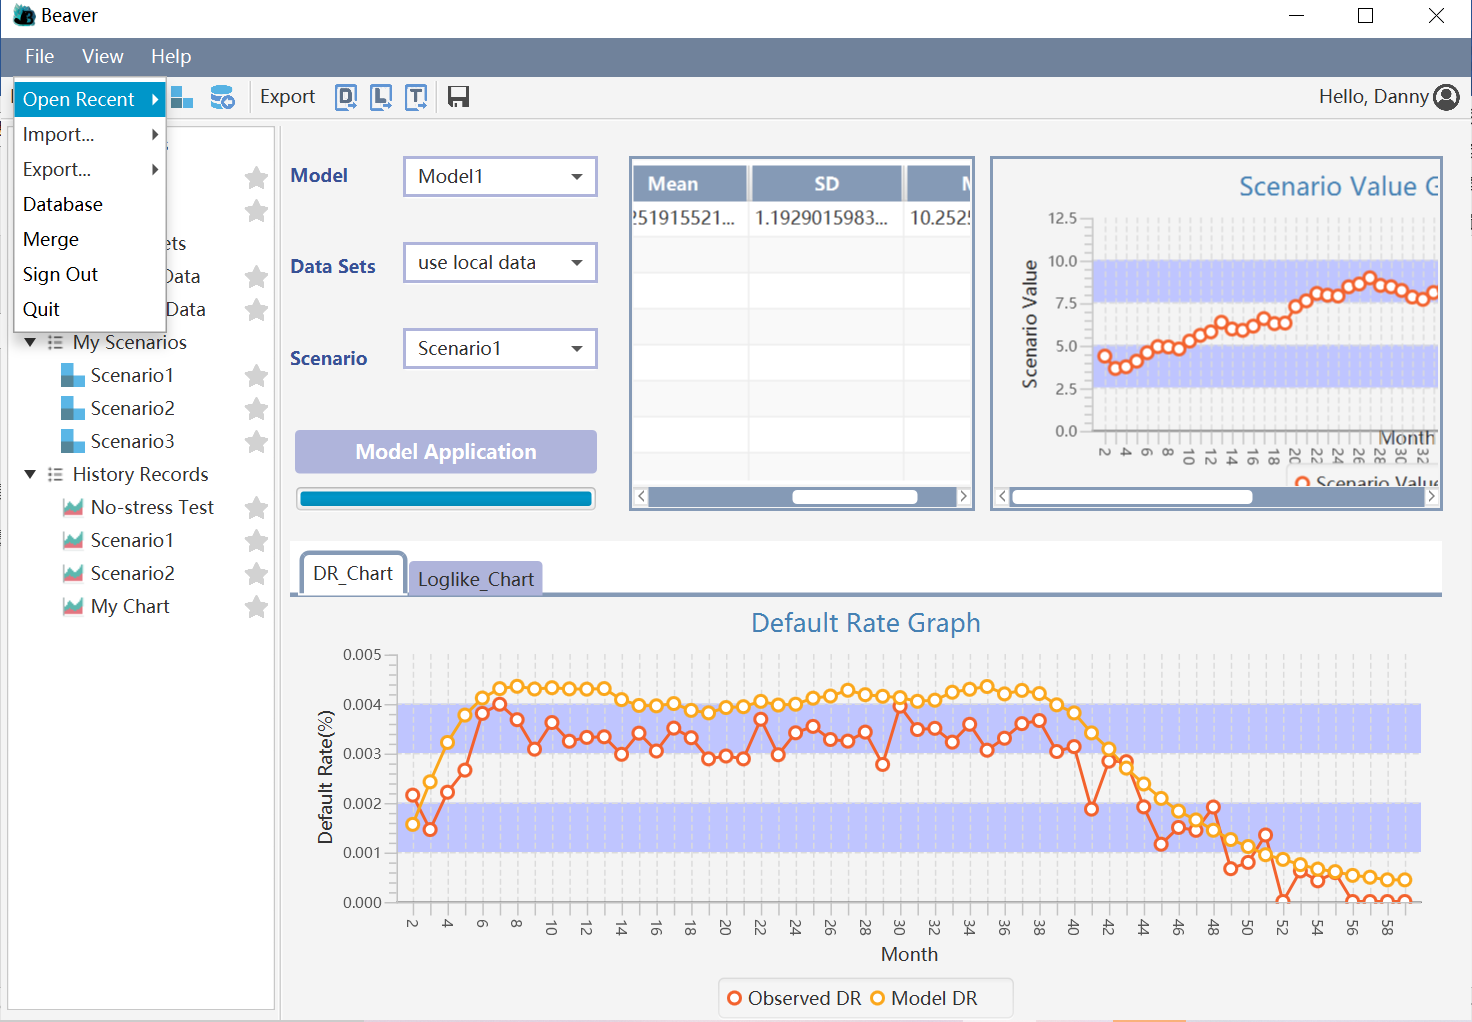 Beaver
File View Help
Export D L T
Hello, Danny
Open Recent
Import...
Export...
Database
Merge
Sign Out
Quit
ets
Data
Data
My Scenarios
Scenario1
Scenario2
Scenario3
History Records
No-stress Test
Scenario1
Scenario2
My Chart
Model
Model1
Data Sets
use local data
Scenario
Scenario1
Model Application
Mean SD
251915521... 1.1929015983... 10.252
Scenario Value G
Scenario Value
12.5
10.0
7.5
5.0
2.5
0.0
2 4 6 8 10 12 14 16 18 20 22 24 26 28 30 32
Month
Scenario Value
DR_Chart Loglike_Chart
Default Rate Graph
Default Rate(%)
0.005
0.004
0.003
0.002
0.001
0.000
2 4 6 8 10 12 14 16 18 20 22 24 26 28 30 32 34 36 38 40 42 44 46 48 50 52 54 56 58
Month
Observed DR Model DR